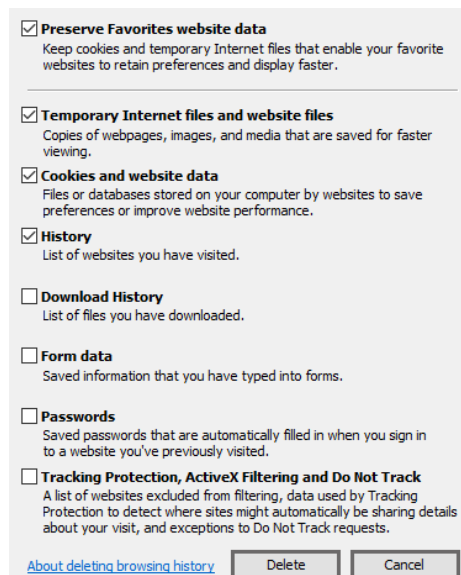 Preserve Favorites website data
Keep cookies and temporary Internet files that enable your favorite
websites to retain preferences and display faster.
Temporary Internet files and website files
Copies of webpages, images, and media that are saved for faster
viewing.
Cookies and website data
Files or databases stored on your computer by websites to save
preferences or improve website performance.
History
List of websites you have visited.
Download History
List of files you have downloaded.
Form data
Saved information that you have typed into forms.
Passwords
Saved passwords that are automatically filled in when you sign in
to a website you've previously visited.
Tracking Protection, ActiveX Filtering and Do Not Track
A list of websites excluded from filtering, data used by Tracking
Protection to detect where sites might automatically be sharing details
about your visit, and exceptions to Do Not Track requests.
About deleting browsing history Delete Cancel